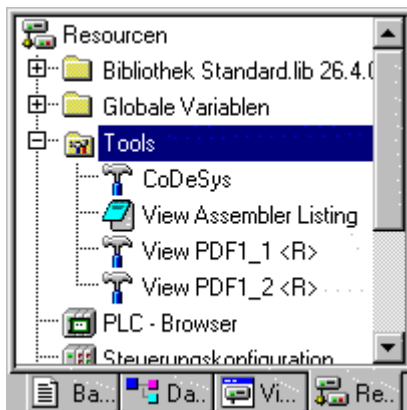 Resourcen
Bibliothek Standard.lib 26.4.0
Globale Variablen
Tools
CoDeSys
View Assembler Listing
View PDF1_1 <R>
View PDF1_2 <R>
PLC - Browser
Steuerungskonfiguration
Ba... Da... Vi... Re..